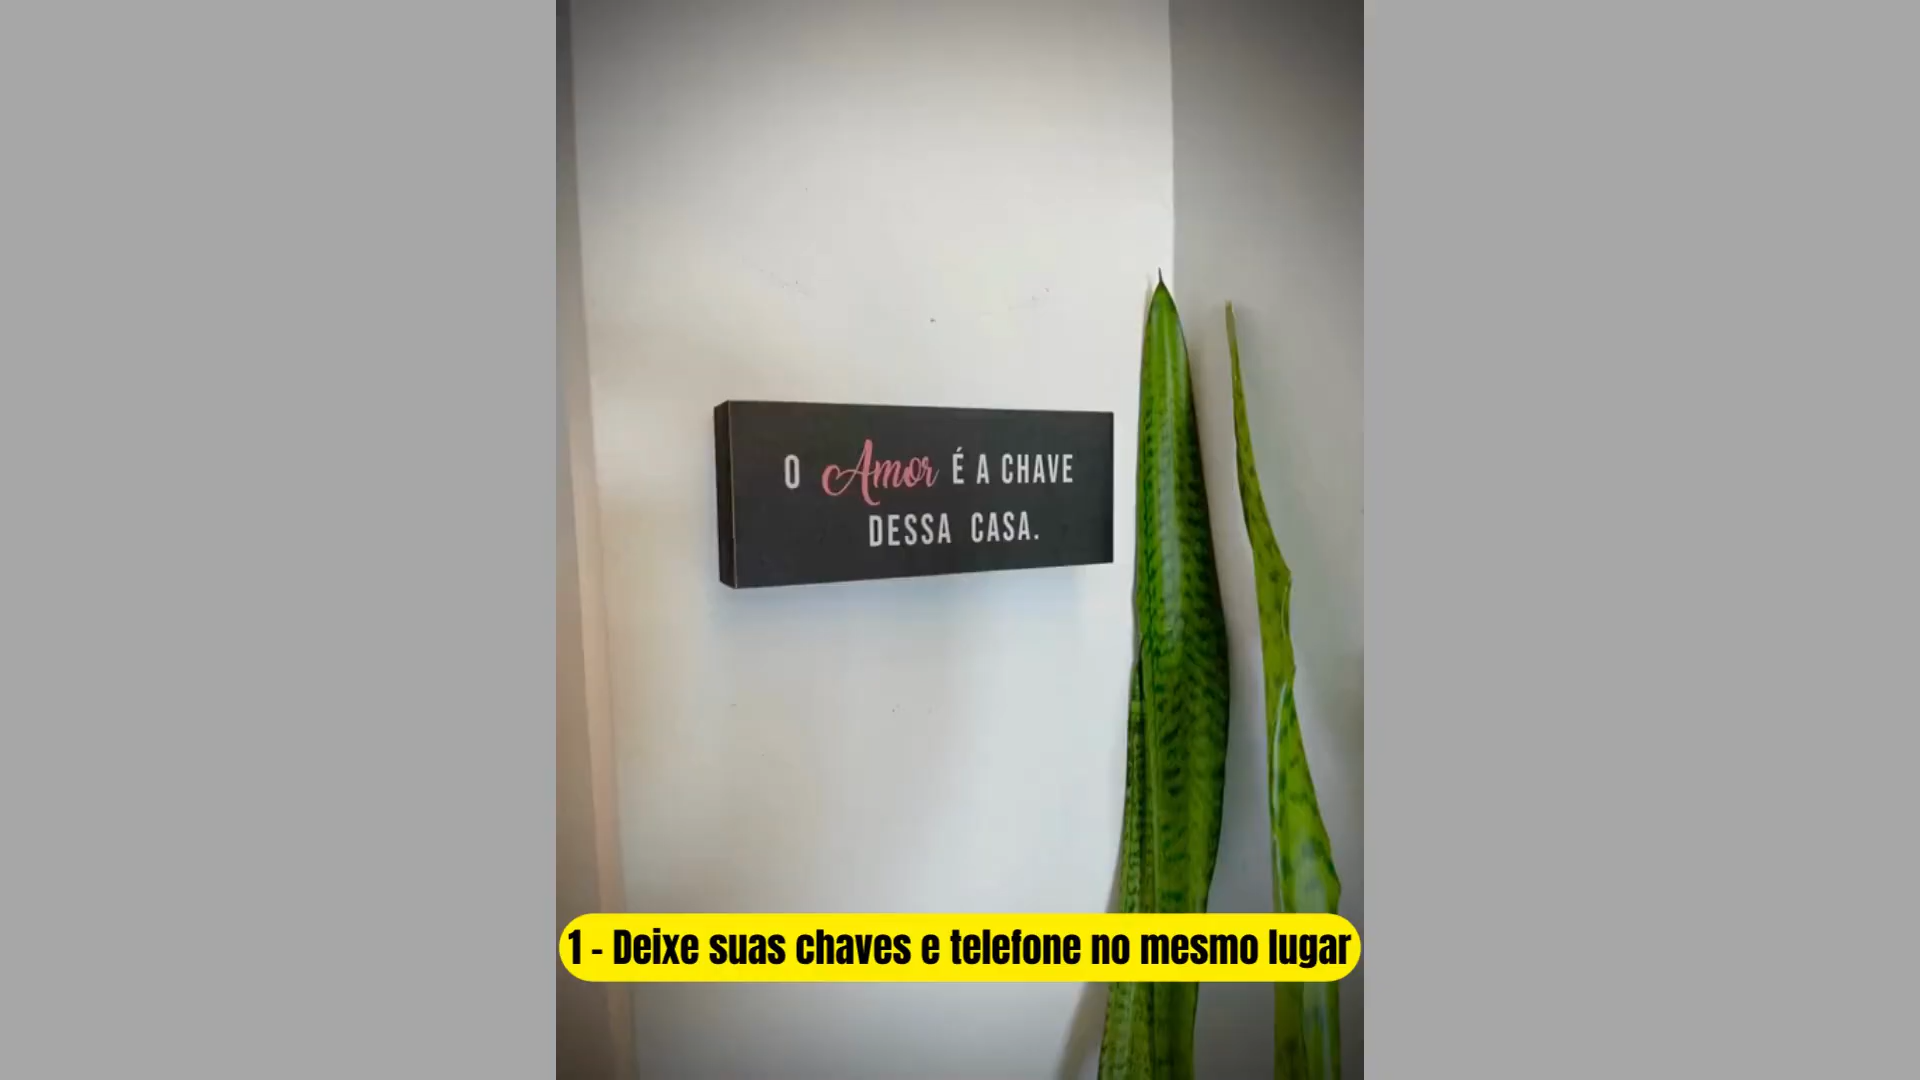 O Amor É A CHAVE
DESSA CASA.
1 - Deixe suas chaves e telefone no mesmo lugar